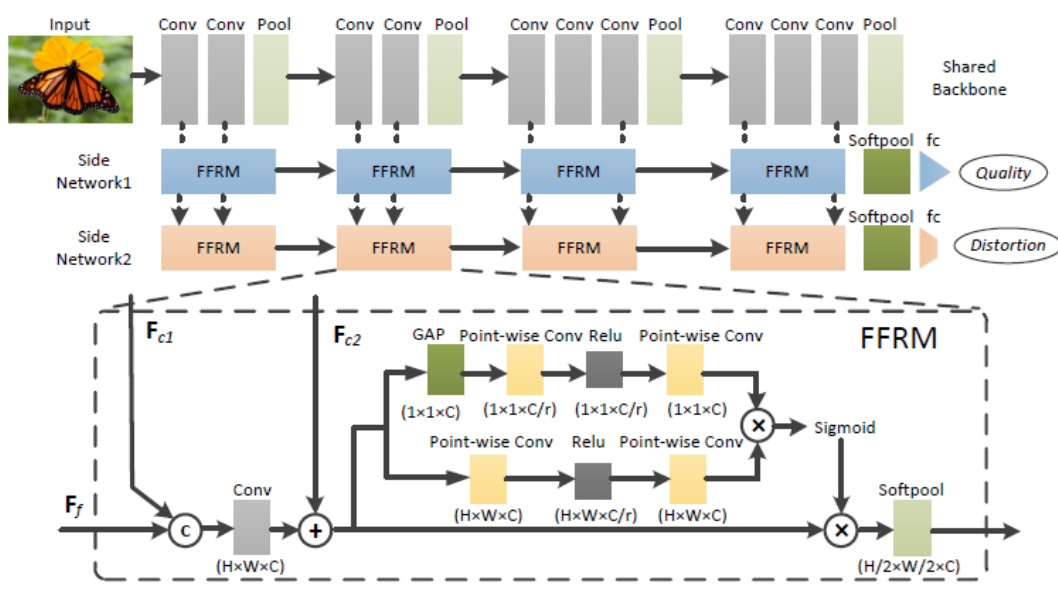 Input
Conv Conv Pool
Conv Conv Pool
Conv Conv Conv Pool
Conv Conv Conv Pool
Shared
Backbone
Side
Network1
FFRM
FFRM
FFRM
FFRM
Softpool fc
Quality
Side
Network2
FFRM
FFRM
FFRM
FFRM
Softpool fc
Distortion
FFRM
Fc1
Fc2
Ff
C
Conv
(H×W×C)
+
GAP
Point-wise Conv
Relu
Point-wise Conv
(1×1×C)
(1×1×C/r)
(1×1×C/r)
(1×1×C)
Point-wise Conv
Relu
Point-wise Conv
(H×W×C)
(H×W×C/r)
(H×W×C)
×
Sigmoid
×
Softpool
(H/2×W/2×C)